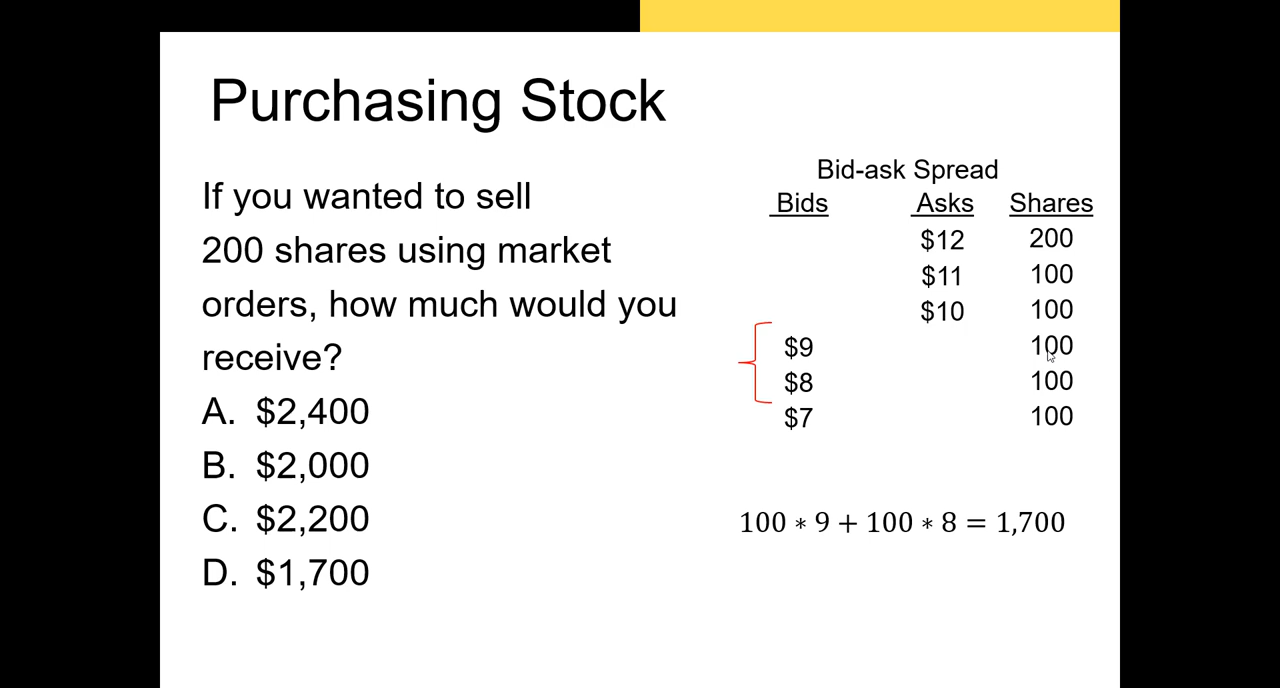 Purchasing Stock
If you wanted to sell
200 shares using market
orders, how much would you
receive?
A. $2,400
B. $2,000
C. $2,200
D. $1,700
Bid-ask Spread
Bids Asks Shares
$12 200
$11 100
$10 100
$9 100
$8 100
$7 100
100 ∗ 9 + 100 ∗ 8 = 1,700